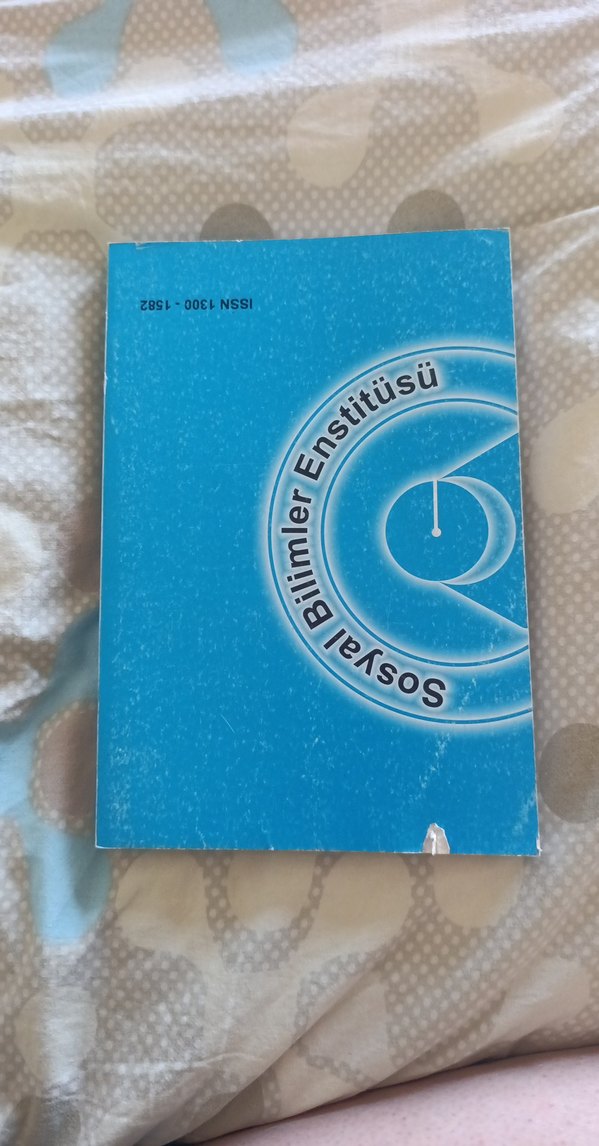 Sosyal Bilimler Enstitüsü
ISSN 1300 - 1582